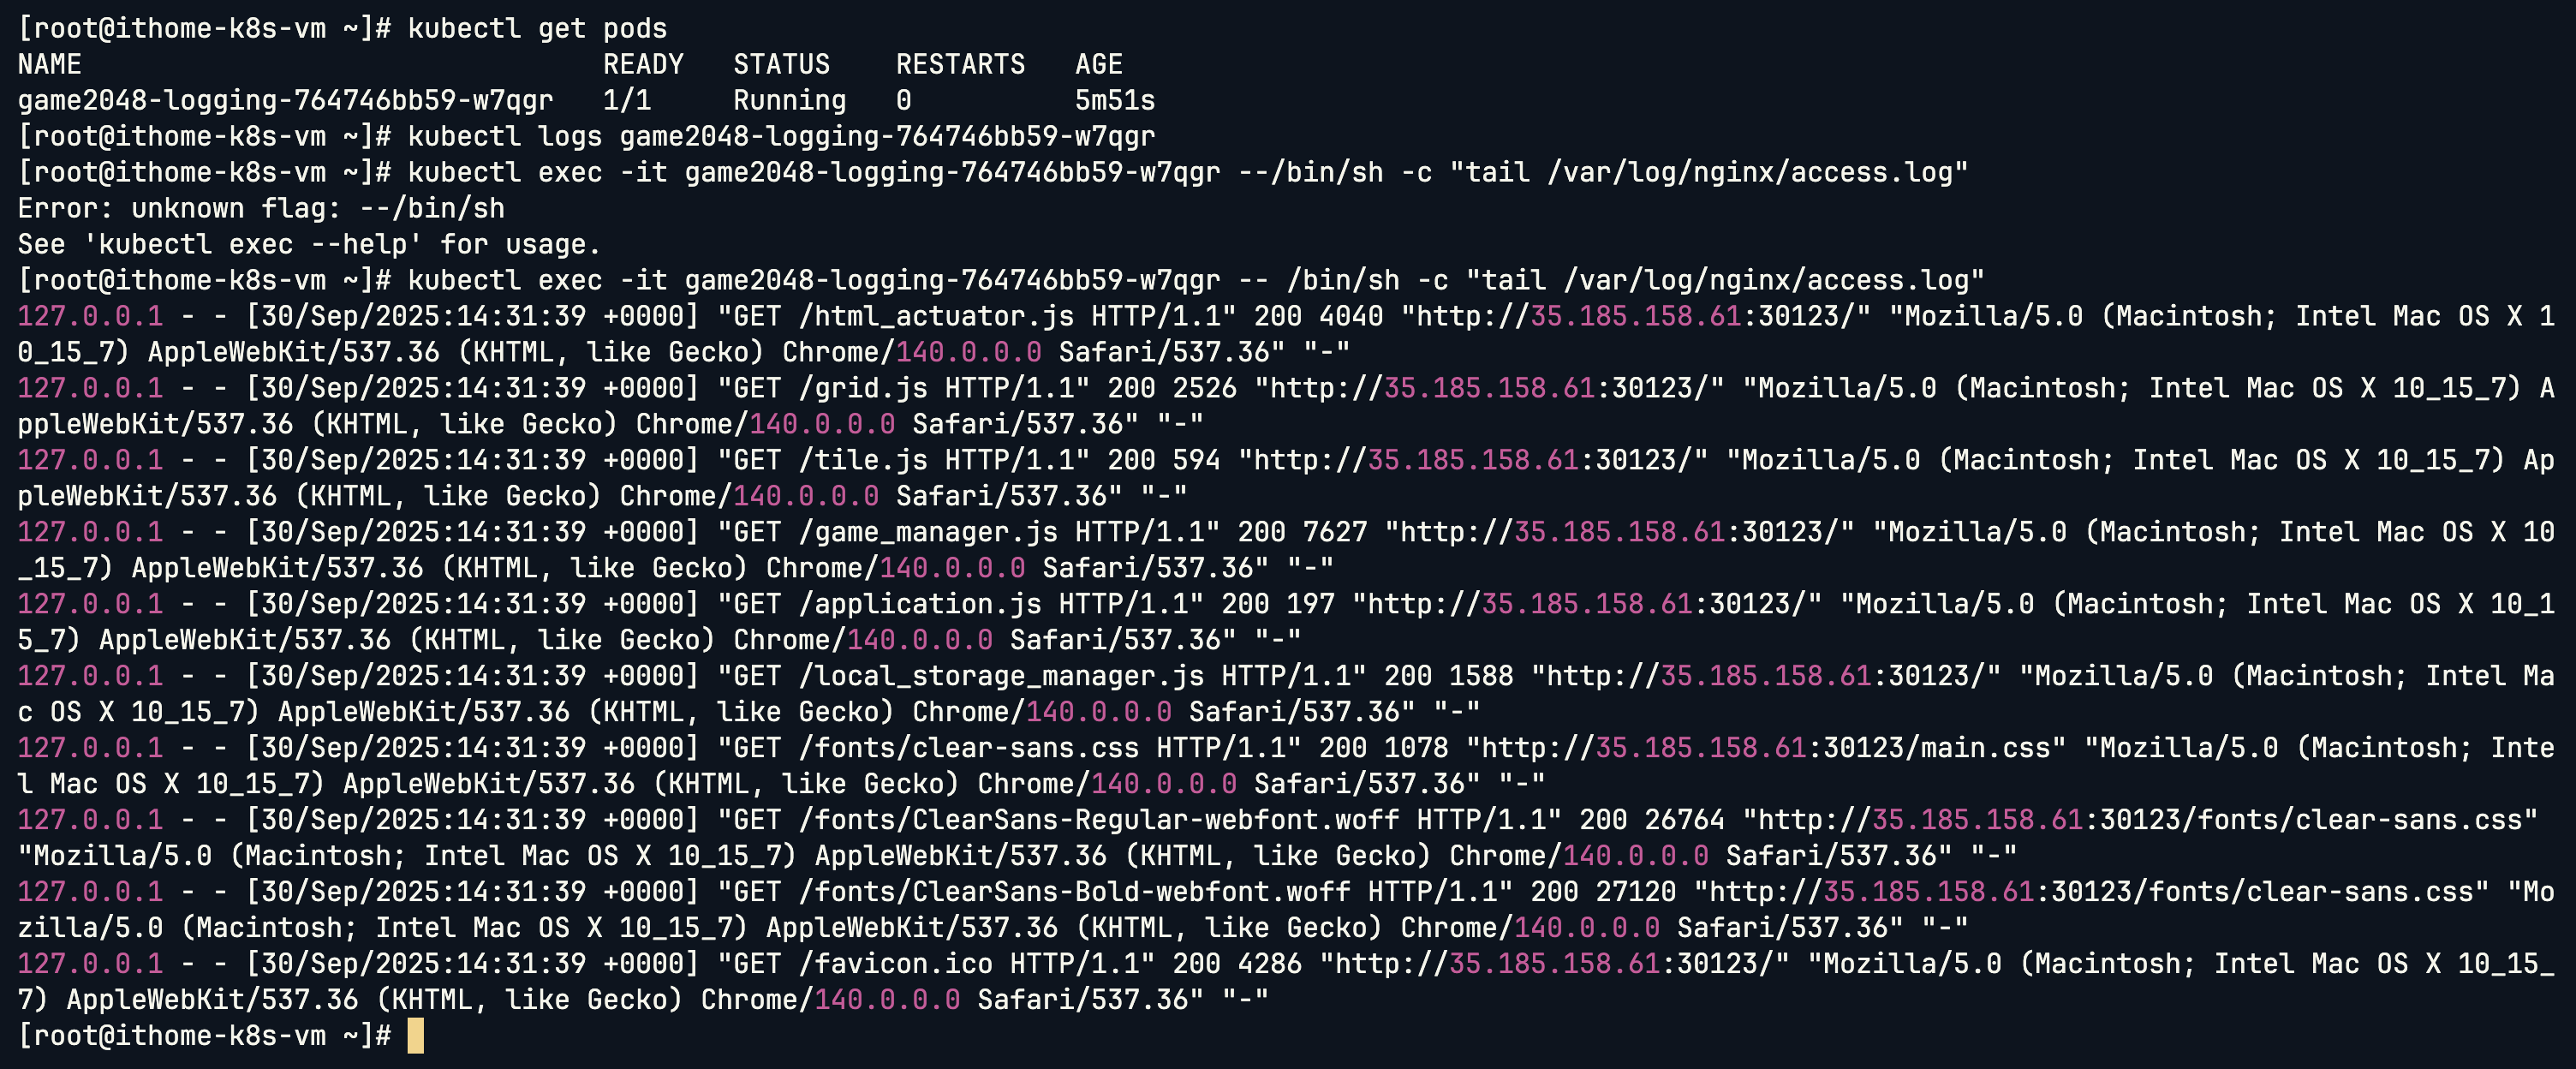 [root@ithome-k8s-vm ~]# kubectl get pods
NAME                                READY   STATUS    RESTARTS   AGE
game2048-logging-764746bb59-w7qgr   1/1     Running   0          5m51s
[root@ithome-k8s-vm ~]# kubectl logs game2048-logging-764746bb59-w7qgr
[root@ithome-k8s-vm ~]# kubectl exec -it game2048-logging-764746bb59-w7qgr --/bin/sh -c "tail /var/log/nginx/access.log"
Error: unknown flag: --/bin/sh
See 'kubectl exec --help' for usage.
[root@ithome-k8s-vm ~]# kubectl exec -it game2048-logging-764746bb59-w7qgr -- /bin/sh -c "tail /var/log/nginx/access.log"
127.0.0.1 - - [30/Sep/2025:14:31:39 +0000] "GET /html_actuator.js HTTP/1.1" 200 4040 "http://35.185.158.61:30123/" "Mozilla/5.0 (Macintosh; Intel Mac OS X 1
0_15_7) AppleWebKit/537.36 (KHTML, like Gecko) Chrome/140.0.0.0 Safari/537.36" "-"
127.0.0.1 - - [30/Sep/2025:14:31:39 +0000] "GET /grid.js HTTP/1.1" 200 2526 "http://35.185.158.61:30123/" "Mozilla/5.0 (Macintosh; Intel Mac OS X 10_15_7) A
ppleWebKit/537.36 (KHTML, like Gecko) Chrome/140.0.0.0 Safari/537.36" "-"
127.0.0.1 - - [30/Sep/2025:14:31:39 +0000] "GET /tile.js HTTP/1.1" 200 594 "http://35.185.158.61:30123/" "Mozilla/5.0 (Macintosh; Intel Mac OS X 10_15_7) Ap
pleWebKit/537.36 (KHTML, like Gecko) Chrome/140.0.0.0 Safari/537.36" "-"
127.0.0.1 - - [30/Sep/2025:14:31:39 +0000] "GET /game_manager.js HTTP/1.1" 200 7627 "http://35.185.158.61:30123/" "Mozilla/5.0 (Macintosh; Intel Mac OS X 10
_15_7) AppleWebKit/537.36 (KHTML, like Gecko) Chrome/140.0.0.0 Safari/537.36" "-"
127.0.0.1 - - [30/Sep/2025:14:31:39 +0000] "GET /application.js HTTP/1.1" 200 197 "http://35.185.158.61:30123/" "Mozilla/5.0 (Macintosh; Intel Mac OS X 10_1
5_7) AppleWebKit/537.36 (KHTML, like Gecko) Chrome/140.0.0.0 Safari/537.36" "-"
127.0.0.1 - - [30/Sep/2025:14:31:39 +0000] "GET /local_storage_manager.js HTTP/1.1" 200 1588 "http://35.185.158.61:30123/" "Mozilla/5.0 (Macintosh; Intel Ma
c OS X 10_15_7) AppleWebKit/537.36 (KHTML, like Gecko) Chrome/140.0.0.0 Safari/537.36" "-"
127.0.0.1 - - [30/Sep/2025:14:31:39 +0000] "GET /fonts/clear-sans.css HTTP/1.1" 200 1078 "http://35.185.158.61:30123/main.css" "Mozilla/5.0 (Macintosh; Inte
l Mac OS X 10_15_7) AppleWebKit/537.36 (KHTML, like Gecko) Chrome/140.0.0.0 Safari/537.36" "-"
127.0.0.1 - - [30/Sep/2025:14:31:39 +0000] "GET /fonts/ClearSans-Regular-webfont.woff HTTP/1.1" 200 26764 "http://35.185.158.61:30123/fonts/clear-sans.css"
"Mozilla/5.0 (Macintosh; Intel Mac OS X 10_15_7) AppleWebKit/537.36 (KHTML, like Gecko) Chrome/140.0.0.0 Safari/537.36" "-"
127.0.0.1 - - [30/Sep/2025:14:31:39 +0000] "GET /fonts/ClearSans-Bold-webfont.woff HTTP/1.1" 200 27120 "http://35.185.158.61:30123/fonts/clear-sans.css" "Mo
zilla/5.0 (Macintosh; Intel Mac OS X 10_15_7) AppleWebKit/537.36 (KHTML, like Gecko) Chrome/140.0.0.0 Safari/537.36" "-"
127.0.0.1 - - [30/Sep/2025:14:31:39 +0000] "GET /favicon.ico HTTP/1.1" 200 4286 "http://35.185.158.61:30123/" "Mozilla/5.0 (Macintosh; Intel Mac OS X 10_15_
7) AppleWebKit/537.36 (KHTML, like Gecko) Chrome/140.0.0.0 Safari/537.36" "-"
[root@ithome-k8s-vm ~]#